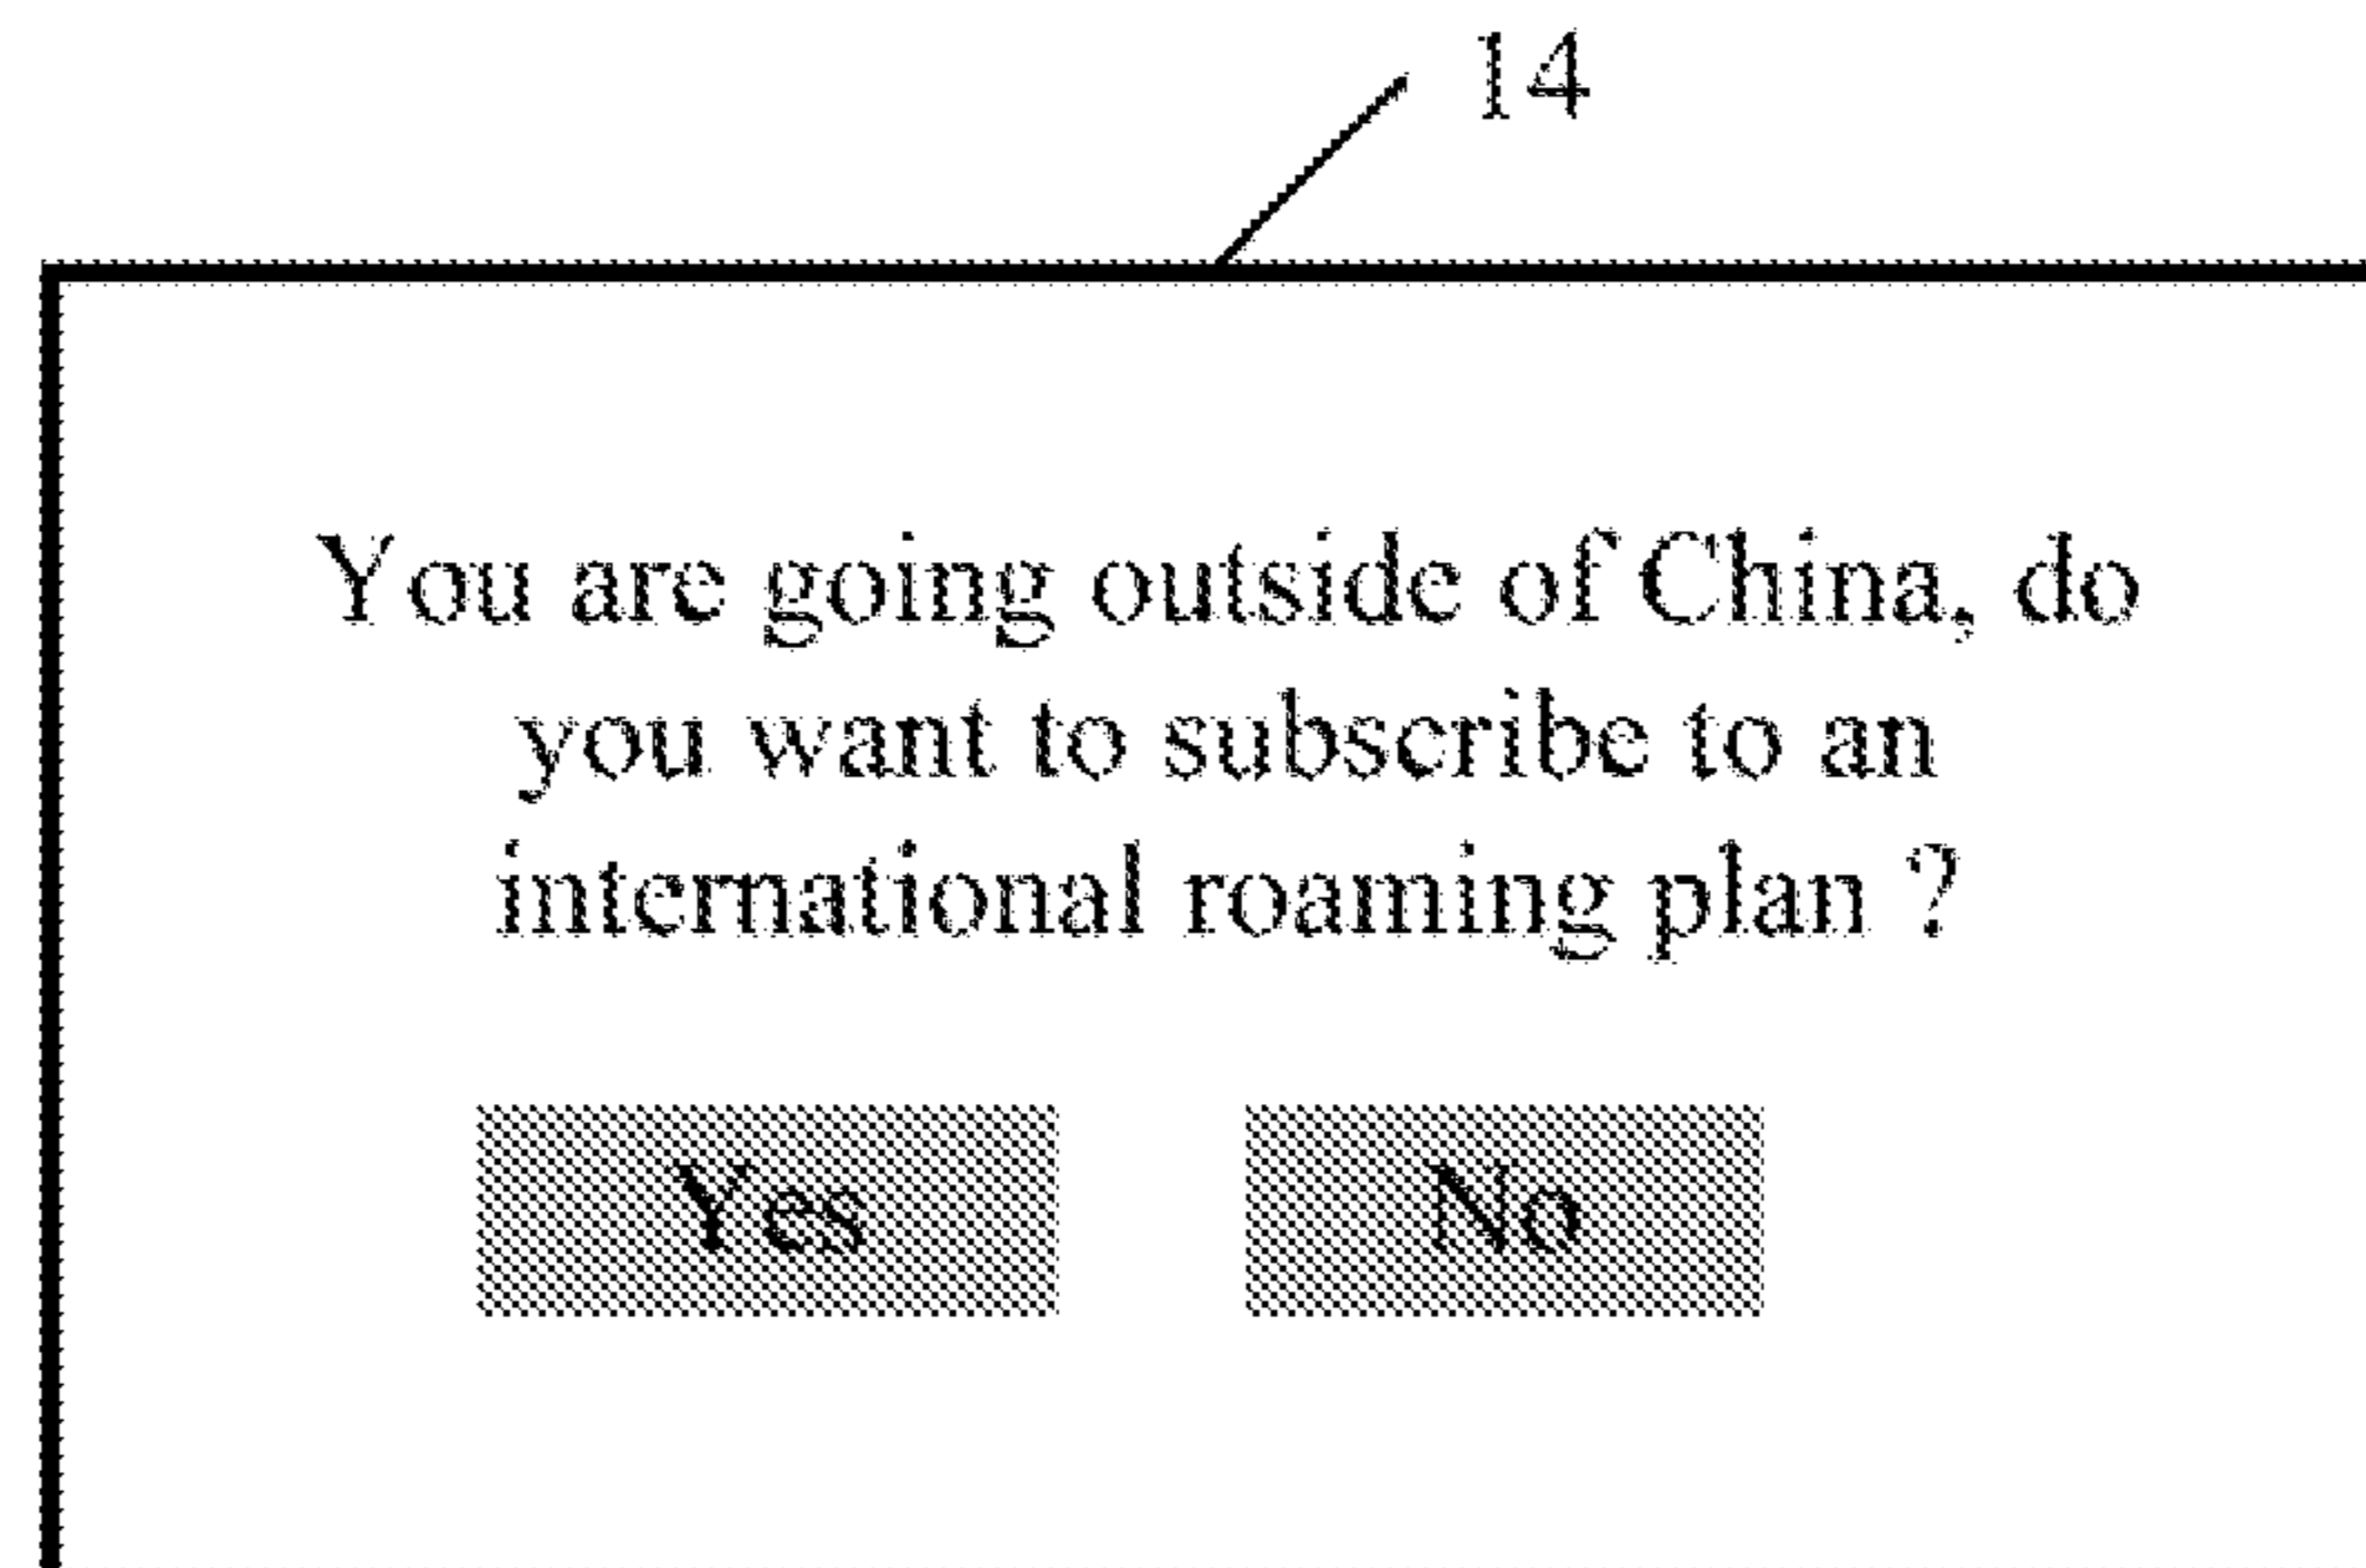 14
You are going outside of China, do
you want to subscribe to an
international roaming plan ?
Yes
No